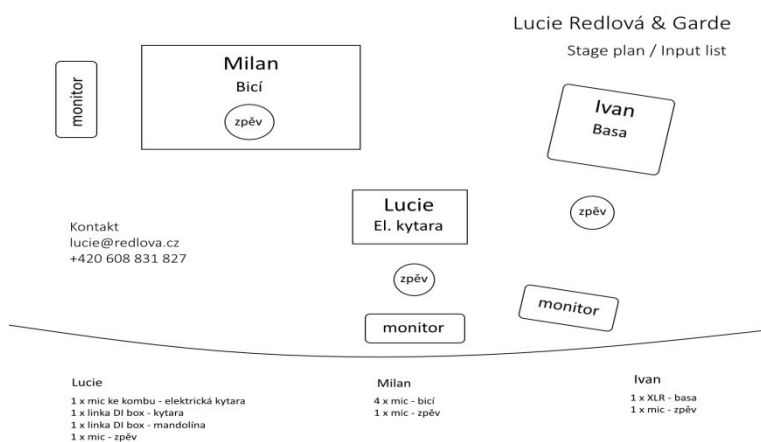 Lucie Redlová & Garde
Stage plan / Input list
monitor
Milan
Bicí
zpěv
Ivan
Basa
zpěv
Lucie
El. kytara
zpěv
monitor
monitor
Kontakt
lucie@redlova.cz
+420 608 831 827
Lucie
1 x mic ke kombu - elektrická kytara
1 x linka DI box - kytara
1 x linka DI box - mandolína
1 x mic - zpěv
Milan
4 x mic - bicí
1 x mic - zpěv
Ivan
1 x XLR - basa
1 x mic - zpěv